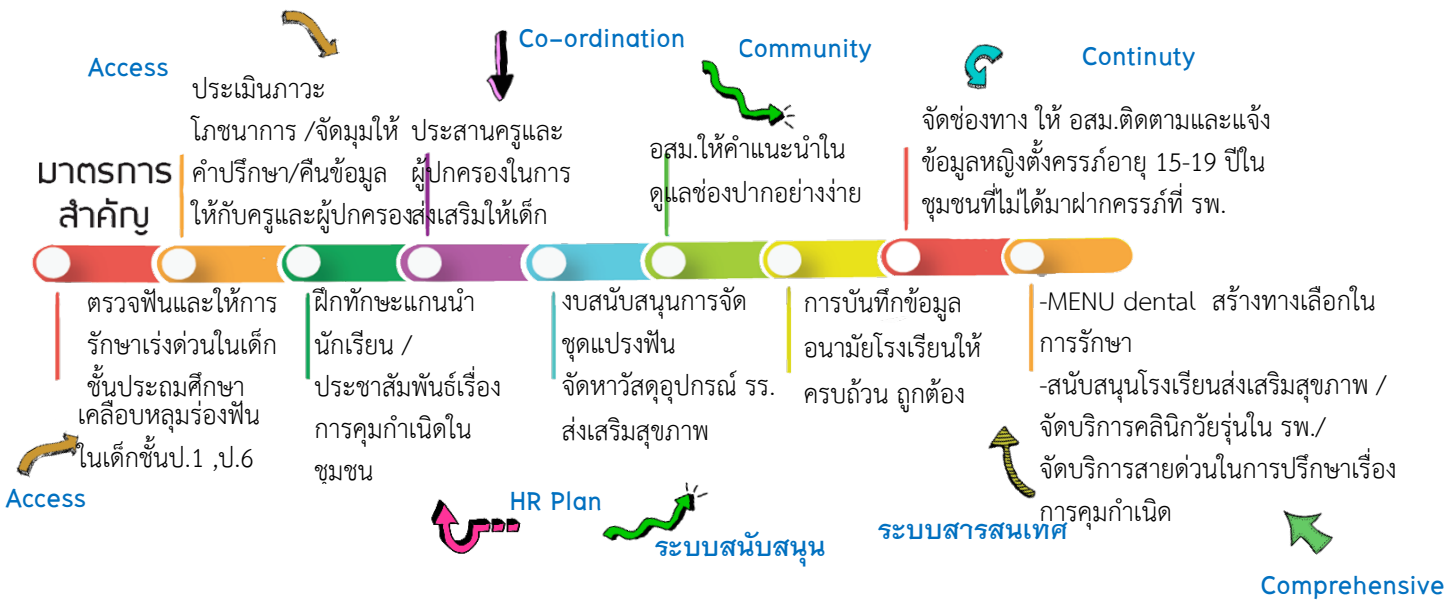 Access
ประเมินภาวะ
โภชนาการ /จัดมุมให้
คำปรึกษา/คืนข้อมูล
ให้กับครูและผู้ปกครอง
Co-ordination
ประสานครูและ
ผู้ปกครองในการ
ส่งเสริมให้เด็ก
Community
อสม.ให้คำแนะนำใน
ดูแลช่องปากอย่างง่าย
Continuty
จัดช่องทาง ให้ อสม.ติดตามและแจ้ง
ข้อมูลหญิงตั้งครรภ์อายุ 15-19 ปีใน
ชุมชนที่ไม่ได้มาฝากครรภ์ที่ รพ.
มาตรการ
สำคัญ
ตรวจฟันและให้การ
รักษาเร่งด่วนในเด็ก
ชั้นประถมศึกษา
เคลือบหลุมร่องฟัน
ในเด็กชั้นป.1 ,ป.6
Access
ฝึกทักษะแกนนำ
นักเรียน /
ประชาสัมพันธ์เรื่อง
การคุมกำเนิดใน
ชุมชน
HR Plan
งบสนับสนุนการจัด
ชุดแปรงฟัน
จัดหาวัสดุอุปกรณ์ รร.
ส่งเสริมสุขภาพ
ระบบสนับสนุน
การบันทึกข้อมูล
อนามัยโรงเรียนให้
ครบถ้วน ถูกต้อง
ระบบสารสนเทศ
-MENU dental สร้างทางเลือกใน
การรักษา
-สนับสนุนโรงเรียนส่งเสริมสุขภาพ /
จัดบริการคลินิกวัยรุ่นใน รพ./
จัดบริการสายด่วนในการปรึกษาเรื่อง
การคุมกำเนิด
Comprehensive